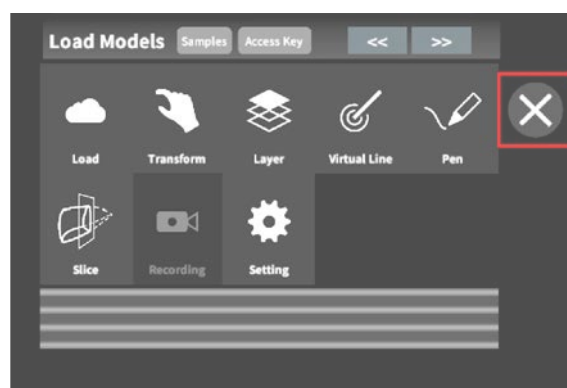 Load Models Samples Access Key << >>
Load Transform Layer Virtual Line Pen
Slice Recording Setting